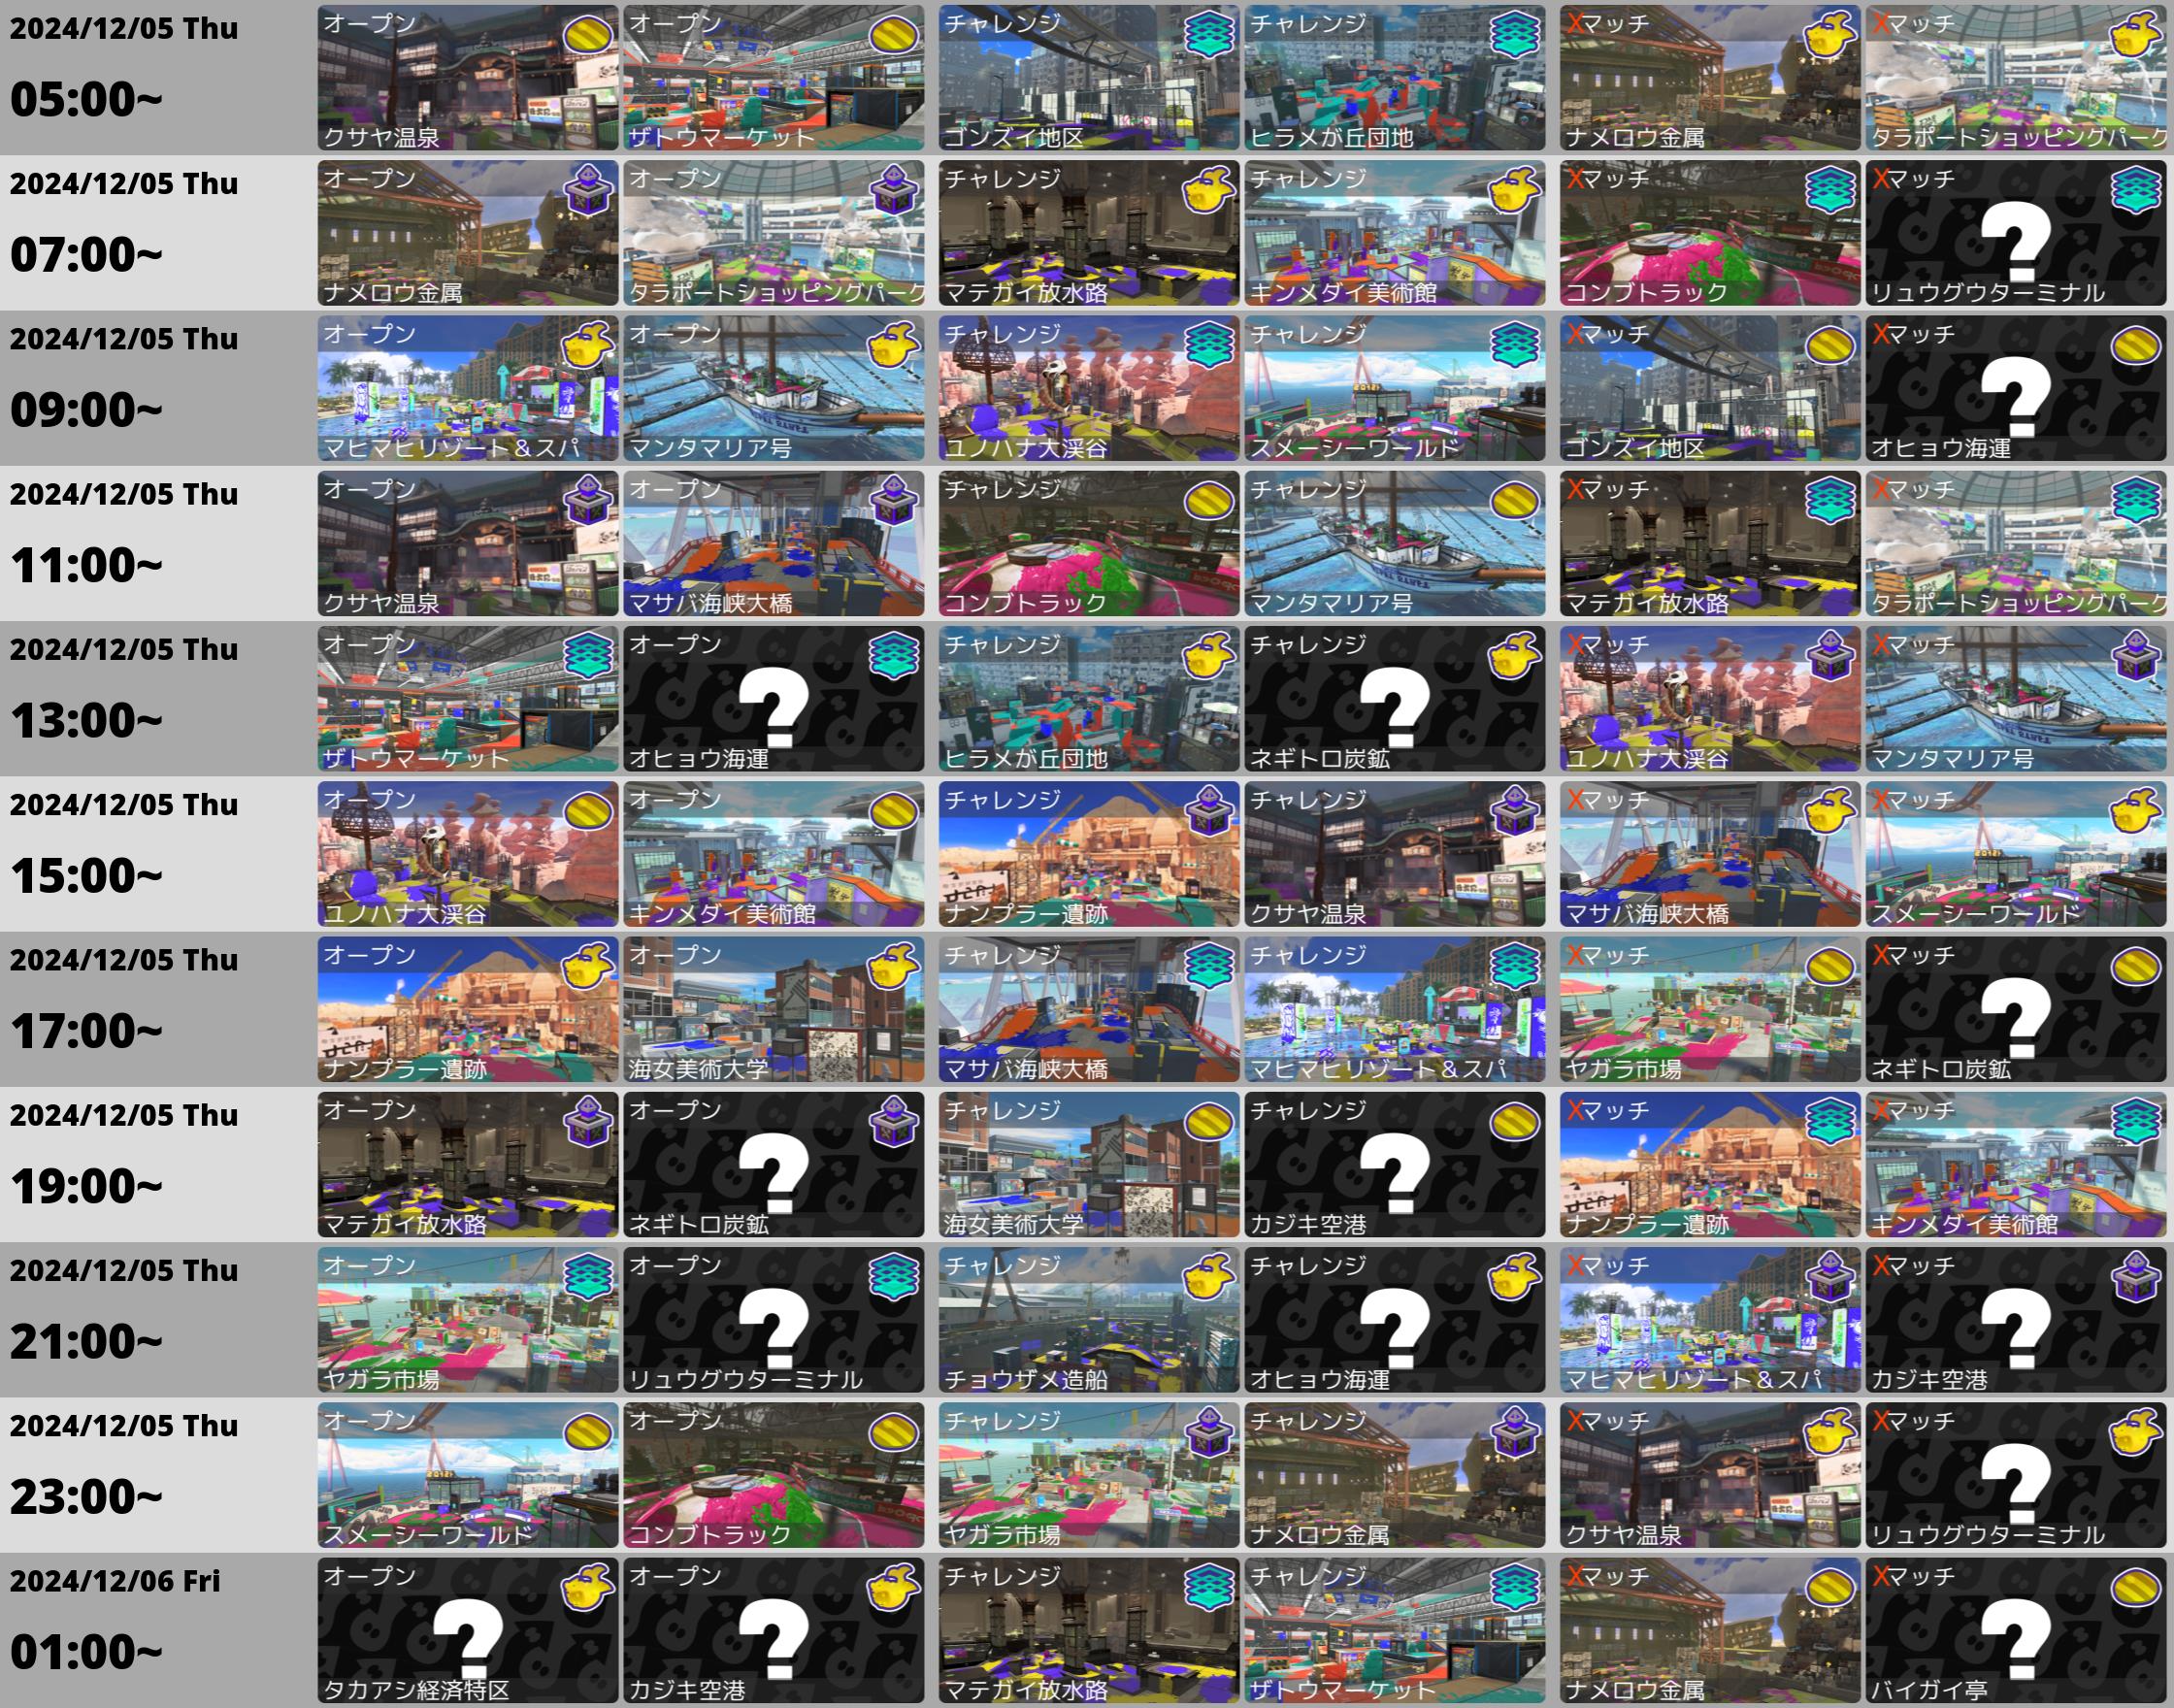 2024/12/05 Thu
05:00~
オープン オープン チャレンジ チャレンジ Xマッチ Xマッチ
クサヤ温泉 ザトウマーケット ゴンズイ地区 ヒラメが丘団地 ナメロウ金属 タラポートショッピングパーク
2024/12/05 Thu
07:00~
オープン オープン チャレンジ チャレンジ Xマッチ Xマッチ
ナメロウ金属 タラポートショッピングパーク マテガイ放水路 キンメダイ美術館 コンブトラック リュウグウターミナル
2024/12/05 Thu
09:00~
オープン オープン チャレンジ チャレンジ Xマッチ Xマッチ
マヒマヒリゾート&スパ マンタマリア号 ユノハナ大渓谷 スメーシーワールド ゴンズイ地区 オヒョウ海運
2024/12/05 Thu
11:00~
オープン オープン チャレンジ チャレンジ Xマッチ Xマッチ
クサヤ温泉 マサバ海峡大橋 コンブトラック マンタマリア号 マテガイ放水路 タラポートショッピングパーク
2024/12/05 Thu
13:00~
オープン オープン チャレンジ チャレンジ Xマッチ Xマッチ
ザトウマーケット オヒョウ海運 ヒラメが丘団地 ネギトロ炭鉱 ユノハナ大渓谷 マンタマリア号
2024/12/05 Thu
15:00~
オープン オープン チャレンジ チャレンジ Xマッチ Xマッチ
ユノハナ大渓谷 キンメダイ美術館 ナンプラー遺跡 クサヤ温泉 マサバ海峡大橋 スメーシーワールド
2024/12/05 Thu
17:00~
オープン オープン チャレンジ チャレンジ Xマッチ Xマッチ
ナンプラー遺跡 海女美術大学 マサバ海峡大橋 マヒマヒリゾート&スパ ヤガラ市場 ネギトロ炭鉱
2024/12/05 Thu
19:00~
オープン オープン チャレンジ チャレンジ Xマッチ Xマッチ
マテガイ放水路 ネギトロ炭鉱 海女美術大学 カジキ空港 ナンプラー遺跡 キンメダイ美術館
2024/12/05 Thu
21:00~
オープン オープン チャレンジ チャレンジ Xマッチ Xマッチ
ヤガラ市場 リュウグウターミナル チョウザメ造船 オヒョウ海運 マヒマヒリゾート&スパ カジキ空港
2024/12/05 Thu
23:00~
オープン オープン チャレンジ チャレンジ Xマッチ Xマッチ
スメーシーワールド コンブトラック ヤガラ市場 ナメロウ金属 クサヤ温泉 リュウグウターミナル
2024/12/06 Fri
01:00~
オープン オープン チャレンジ チャレンジ Xマッチ Xマッチ
タカアシ経済特区 カジキ空港 マテガイ放水路 ザトウマーケット ナメロウ金属 バイガイ亭